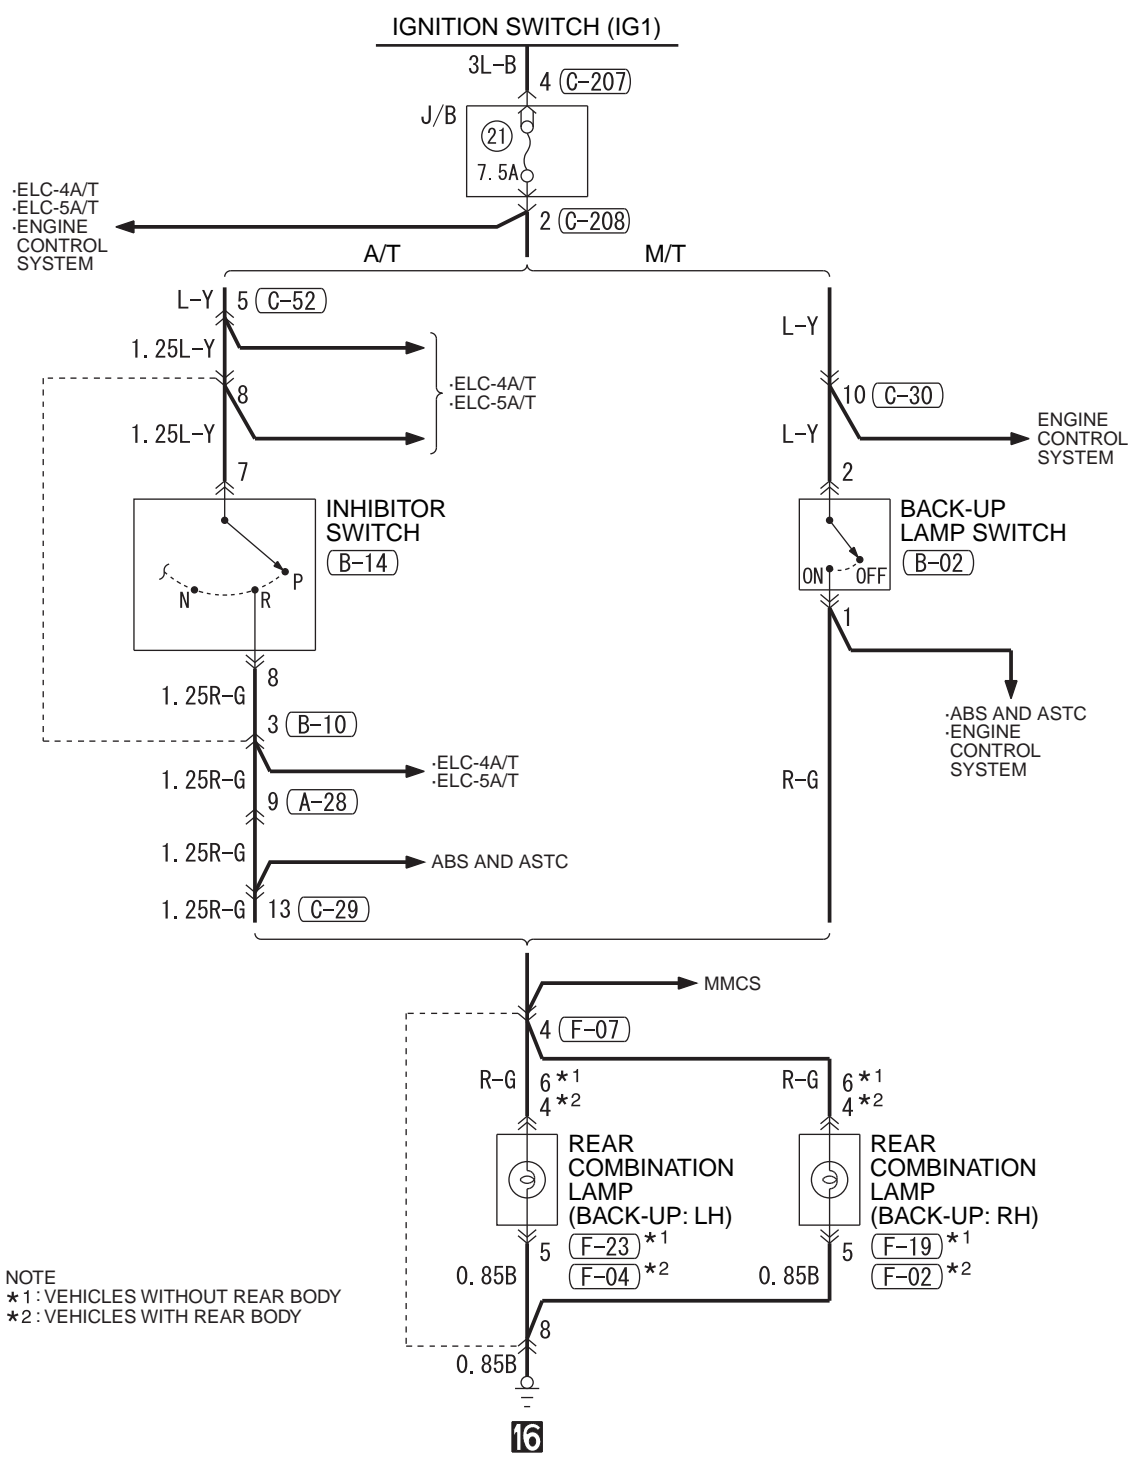 IGNITION SWITCH (IG1)
3L-B
4 C-207
J/B
21
7.5A
2 C-208
·ELC-4A/T
·ELC-5A/T
·ENGINE
CONTROL
SYSTEM
A/T
M/T
L-Y
5 C-52
1.25L-Y
8
·ELC-4A/T
·ELC-5A/T
1.25L-Y
7
INHIBITOR
SWITCH
B-14
P
N
R
8
1.25R-G
3 B-10
·ELC-4A/T
·ELC-5A/T
1.25R-G
9 A-28
1.25R-G
ABS AND ASTC
1.25R-G
13 C-29
L-Y
10 C-30
L-Y
ENGINE
CONTROL
SYSTEM
2
BACK-UP
LAMP SWITCH
B-02
ON
OFF
1
·ABS AND ASTC
·ENGINE
CONTROL
SYSTEM
R-G
MMCS
4 F-07
R-G
6*1
4*2
REAR
COMBINATION
LAMP
(BACK-UP: LH)
F-23 *1
F-04 *2
5
0.85B
R-G
6*1
4*2
REAR
COMBINATION
LAMP
(BACK-UP: RH)
F-19 *1
F-02 *2
5
0.85B
8
0.85B
16
NOTE
*1: VEHICLES WITHOUT REAR BODY
*2: VEHICLES WITH REAR BODY